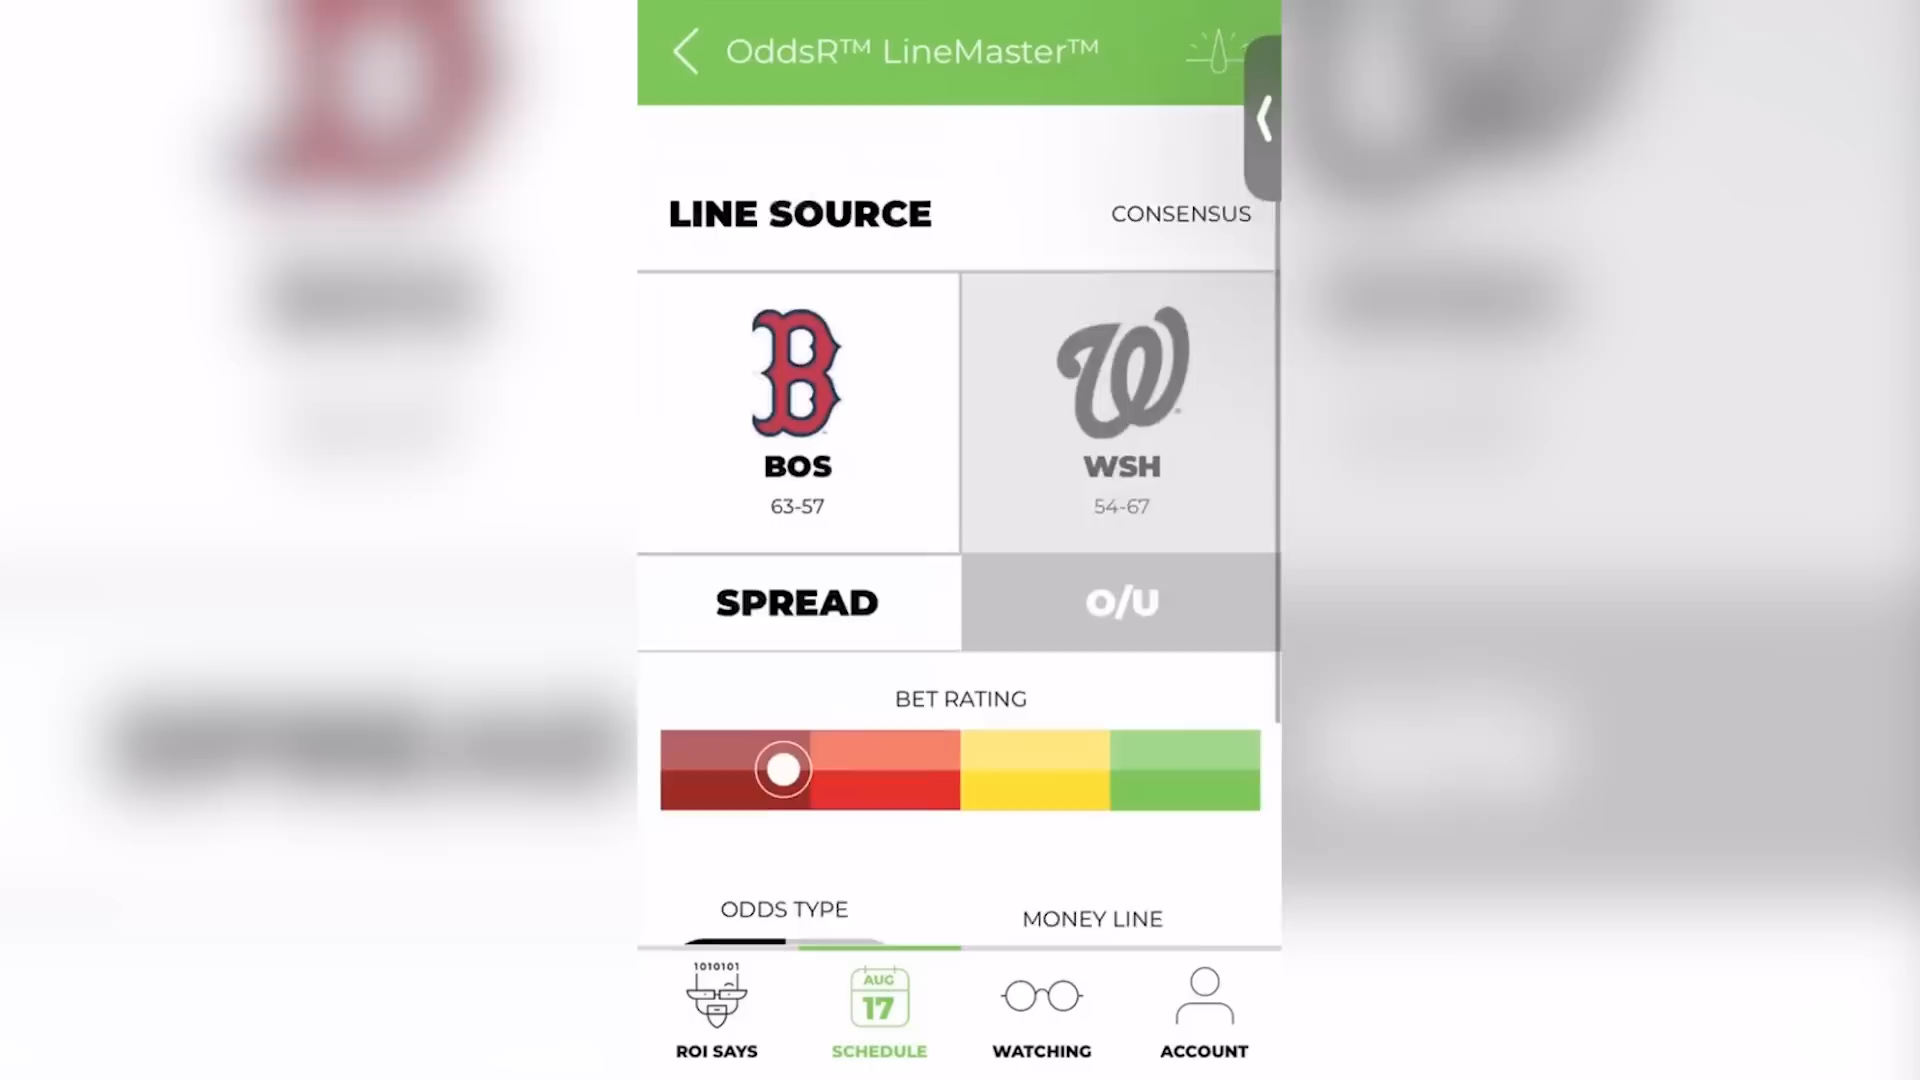 OddsR™ LineMaster™
LINE SOURCE
CONSENSUS
B
W
BOS
WSH
63-57
54-67
SPREAD
O/U
BET RATING
ODDS TYPE
MONEY LINE
1010101
AUG
17
ROI SAYS
SCHEDULE
WATCHING
ACCOUNT